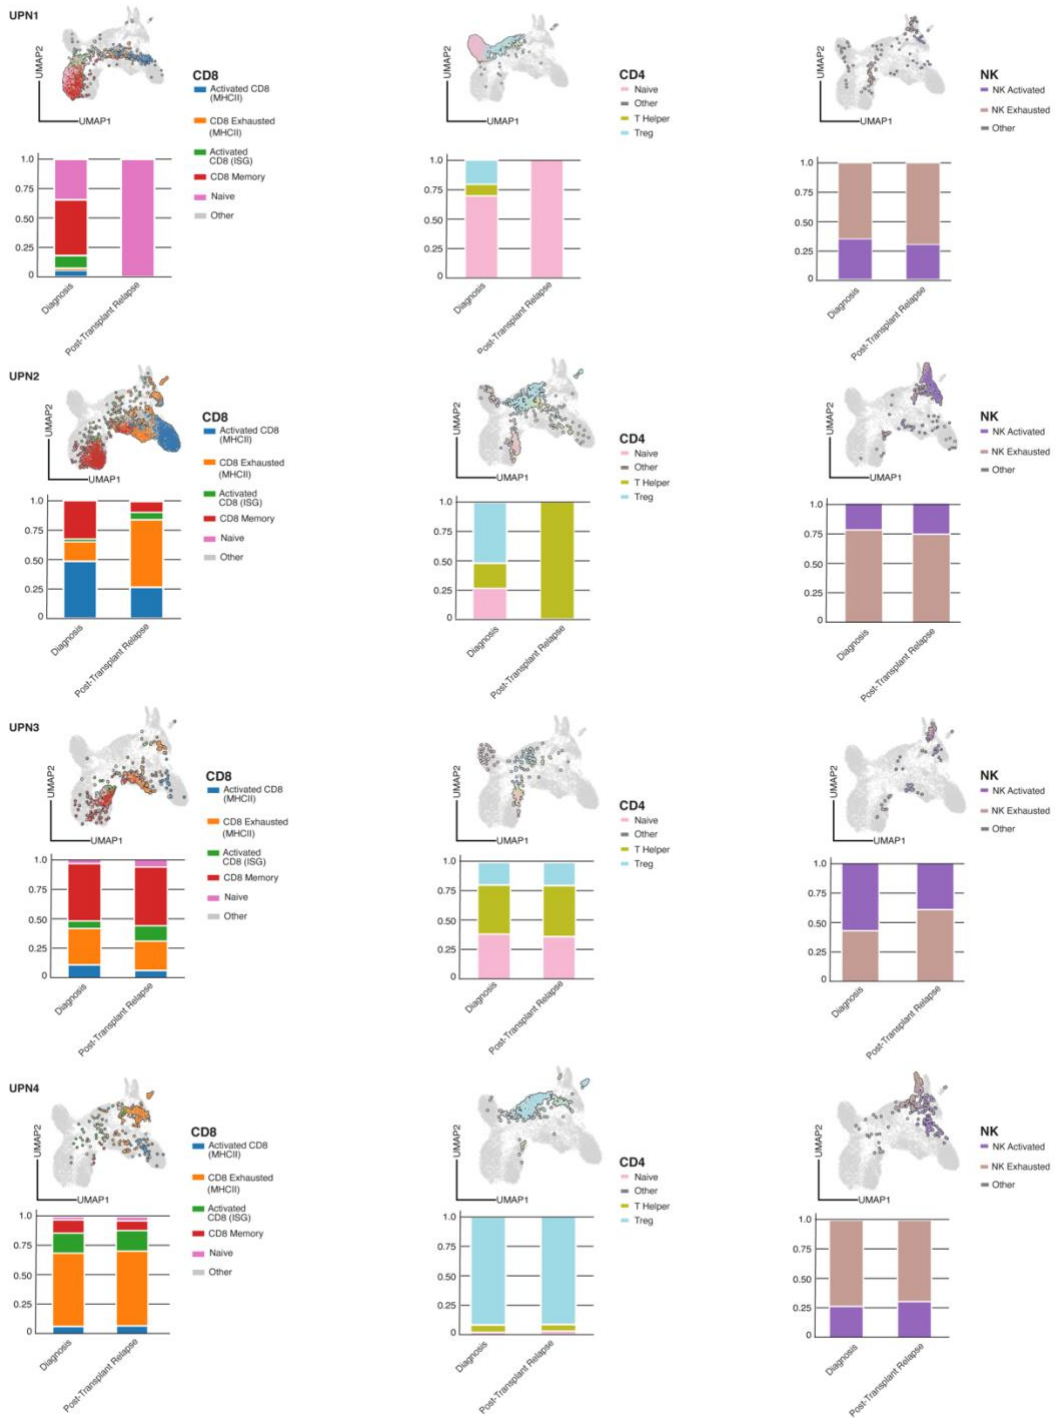 UPN1
UMAP2
UMAP1
CD8
Activated CD8
(MHCII)
CD8 Exhausted
(MHCII)
Activated
CD8 (ISG)
CD8 Memory
Naive
Other
1.0
0.75
0.50
0.25
0
Diagnosis
Post-Transplant Relapse
UMAP2
UMAP1
CD4
Naive
Other
T Helper
Treg
1.0
0.75
0.50
0.25
0
Diagnosis
Post-Transplant Relapse
UMAP2
UMAP1
NK
NK Activated
NK Exhausted
Other
1.0
0.75
0.50
0.25
0
Diagnosis
Post-Transplant Relapse
UPN2
UMAP2
UMAP1
CD8
Activated CD8
(MHCII)
CD8 Exhausted
(MHCII)
Activated
CD8 (ISG)
CD8 Memory
Naive
Other
1.0
0.75
0.50
0.25
0
Diagnosis
Post-Transplant Relapse
UMAP2
UMAP1
CD4
Naive
Other
T Helper
Treg
1.0
0.75
0.50
0.25
0
Diagnosis
Post-Transplant Relapse
UMAP2
UMAP1
NK
NK Activated
NK Exhausted
Other
1.0
0.75
0.50
0.25
0
Diagnosis
Post-Transplant Relapse
UPN3
UMAP2
UMAP1
CD8
Activated CD8
(MHCII)
CD8 Exhausted
(MHCII)
Activated
CD8 (ISG)
CD8 Memory
Naive
Other
1.0
0.75
0.50
0.25
0
Diagnosis
Post-Transplant Relapse
UMAP2
UMAP1
CD4
Naive
Other
T Helper
Treg
1.0
0.75
0.50
0.25
0
Diagnosis
Post-Transplant Relapse
UMAP2
UMAP1
NK
NK Activated
NK Exhausted
Other
1.0
0.75
0.50
0.25
0
Diagnosis
Post-Transplant Relapse
UPN4
UMAP2
UMAP1
CD8
Activated CD8
(MHCII)
CD8 Exhausted
(MHCII)
Activated
CD8 (ISG)
CD8 Memory
Naive
Other
1.0
0.75
0.50
0.25
0
Diagnosis
Post-Transplant Relapse
UMAP2
UMAP1
CD4
Naive
Other
T Helper
Treg
1.0
0.75
0.50
0.25
0
Diagnosis
Post-Transplant Relapse
UMAP2
UMAP1
NK
NK Activated
NK Exhausted
Other
1.0
0.75
0.50
0.25
0
Diagnosis
Post-Transplant Relapse